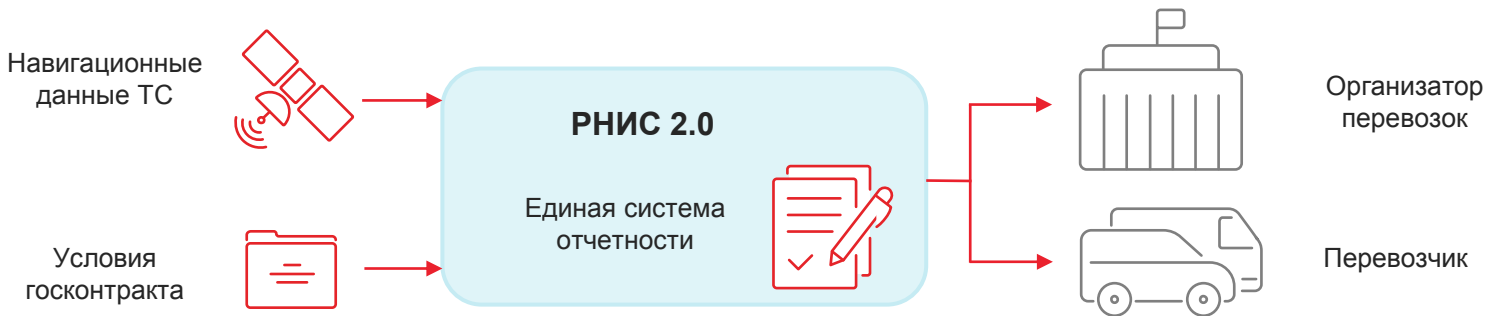 Навигационные
данные ТС
Условия
госконтракта
РНИС 2.0
Единая система
отчетности
Организатор
перевозок
Перевозчик